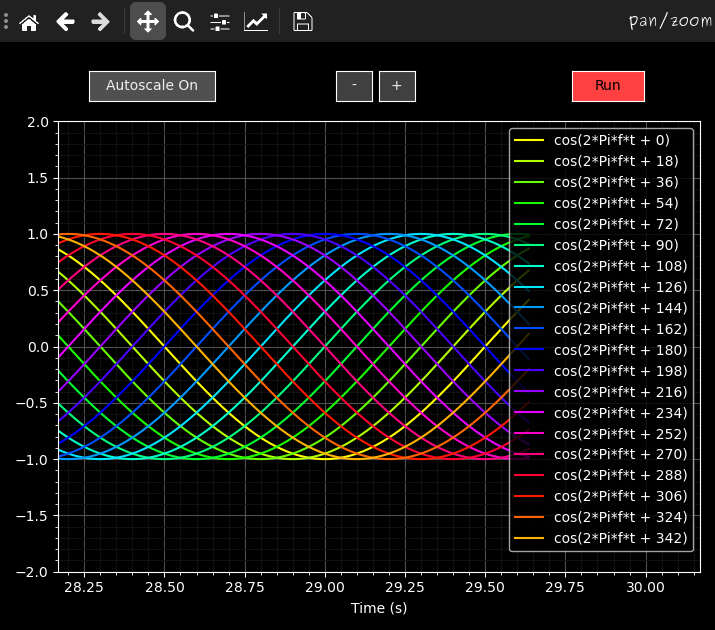 pan/zoom
Autoscale On
-
+
Run
2.0
1.5
1.0
0.5
0.0
−0.5
−1.0
−1.5
−2.0
cos(2*Pi*f*t + 0)
cos(2*Pi*f*t + 18)
cos(2*Pi*f*t + 36)
cos(2*Pi*f*t + 54)
cos(2*Pi*f*t + 72)
cos(2*Pi*f*t + 90)
cos(2*Pi*f*t + 108)
cos(2*Pi*f*t + 126)
cos(2*Pi*f*t + 144)
cos(2*Pi*f*t + 162)
cos(2*Pi*f*t + 180)
cos(2*Pi*f*t + 198)
cos(2*Pi*f*t + 216)
cos(2*Pi*f*t + 234)
cos(2*Pi*f*t + 252)
cos(2*Pi*f*t + 270)
cos(2*Pi*f*t + 288)
cos(2*Pi*f*t + 306)
cos(2*Pi*f*t + 324)
cos(2*Pi*f*t + 342)
28.25 28.50 28.75 29.00 29.25 29.50 29.75 30.00
Time (s)